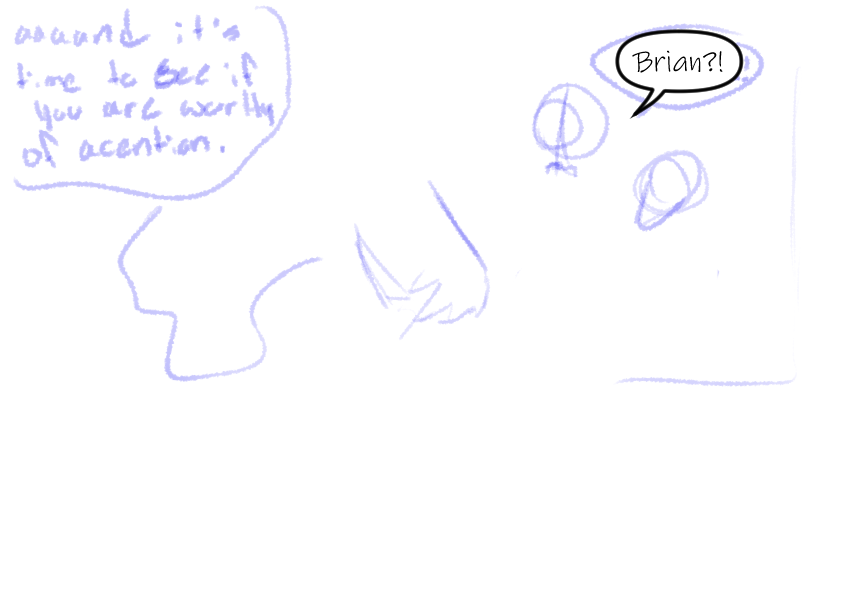 aaaand it's
time to see if
you are worthy
of acention.
Brian?!